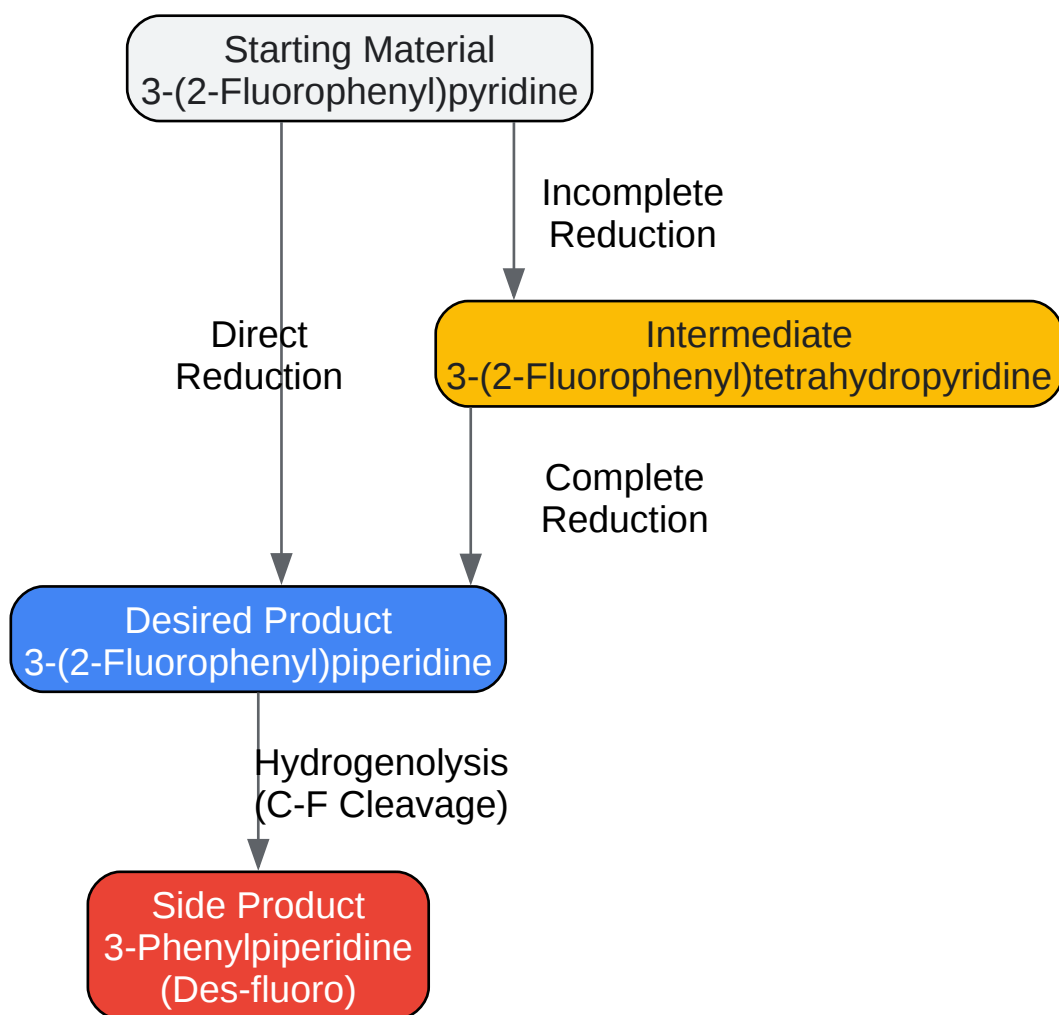 Starting Material
3-(2-Fluorophenyl)pyridine
Incomplete
Reduction
Direct
Reduction
Intermediate
3-(2-Fluorophenyl)tetrahydropyridine
Complete
Reduction
Desired Product
3-(2-Fluorophenyl)piperidine
Hydrogenolysis
(C-F Cleavage)
Side Product
3-Phenylpiperidine
(Des-fluoro)